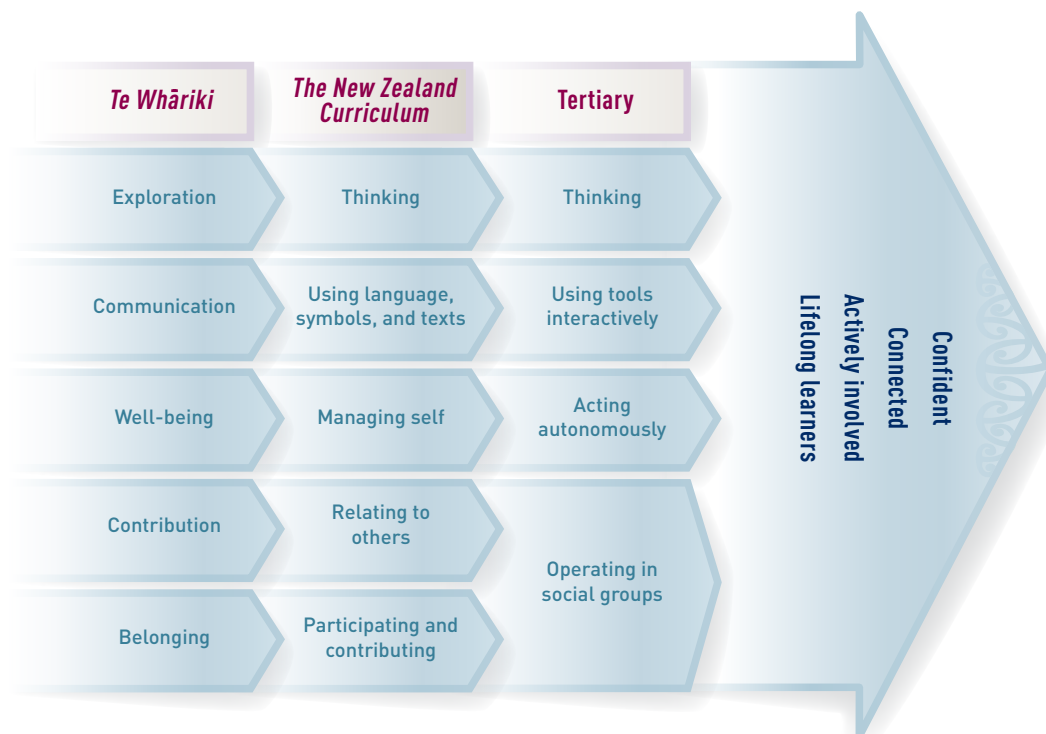 Te Whāriki
The New Zealand
Curriculum
Tertiary
Exploration
Thinking
Thinking
Communication
Using language,
symbols, and texts
Using tools
interactively
Well-being
Managing self
Acting
autonomously
Contribution
Relating to
others
Operating in
social groups
Belonging
Participating and
contributing
Confident
Connected
Actively involved
Lifelong learners